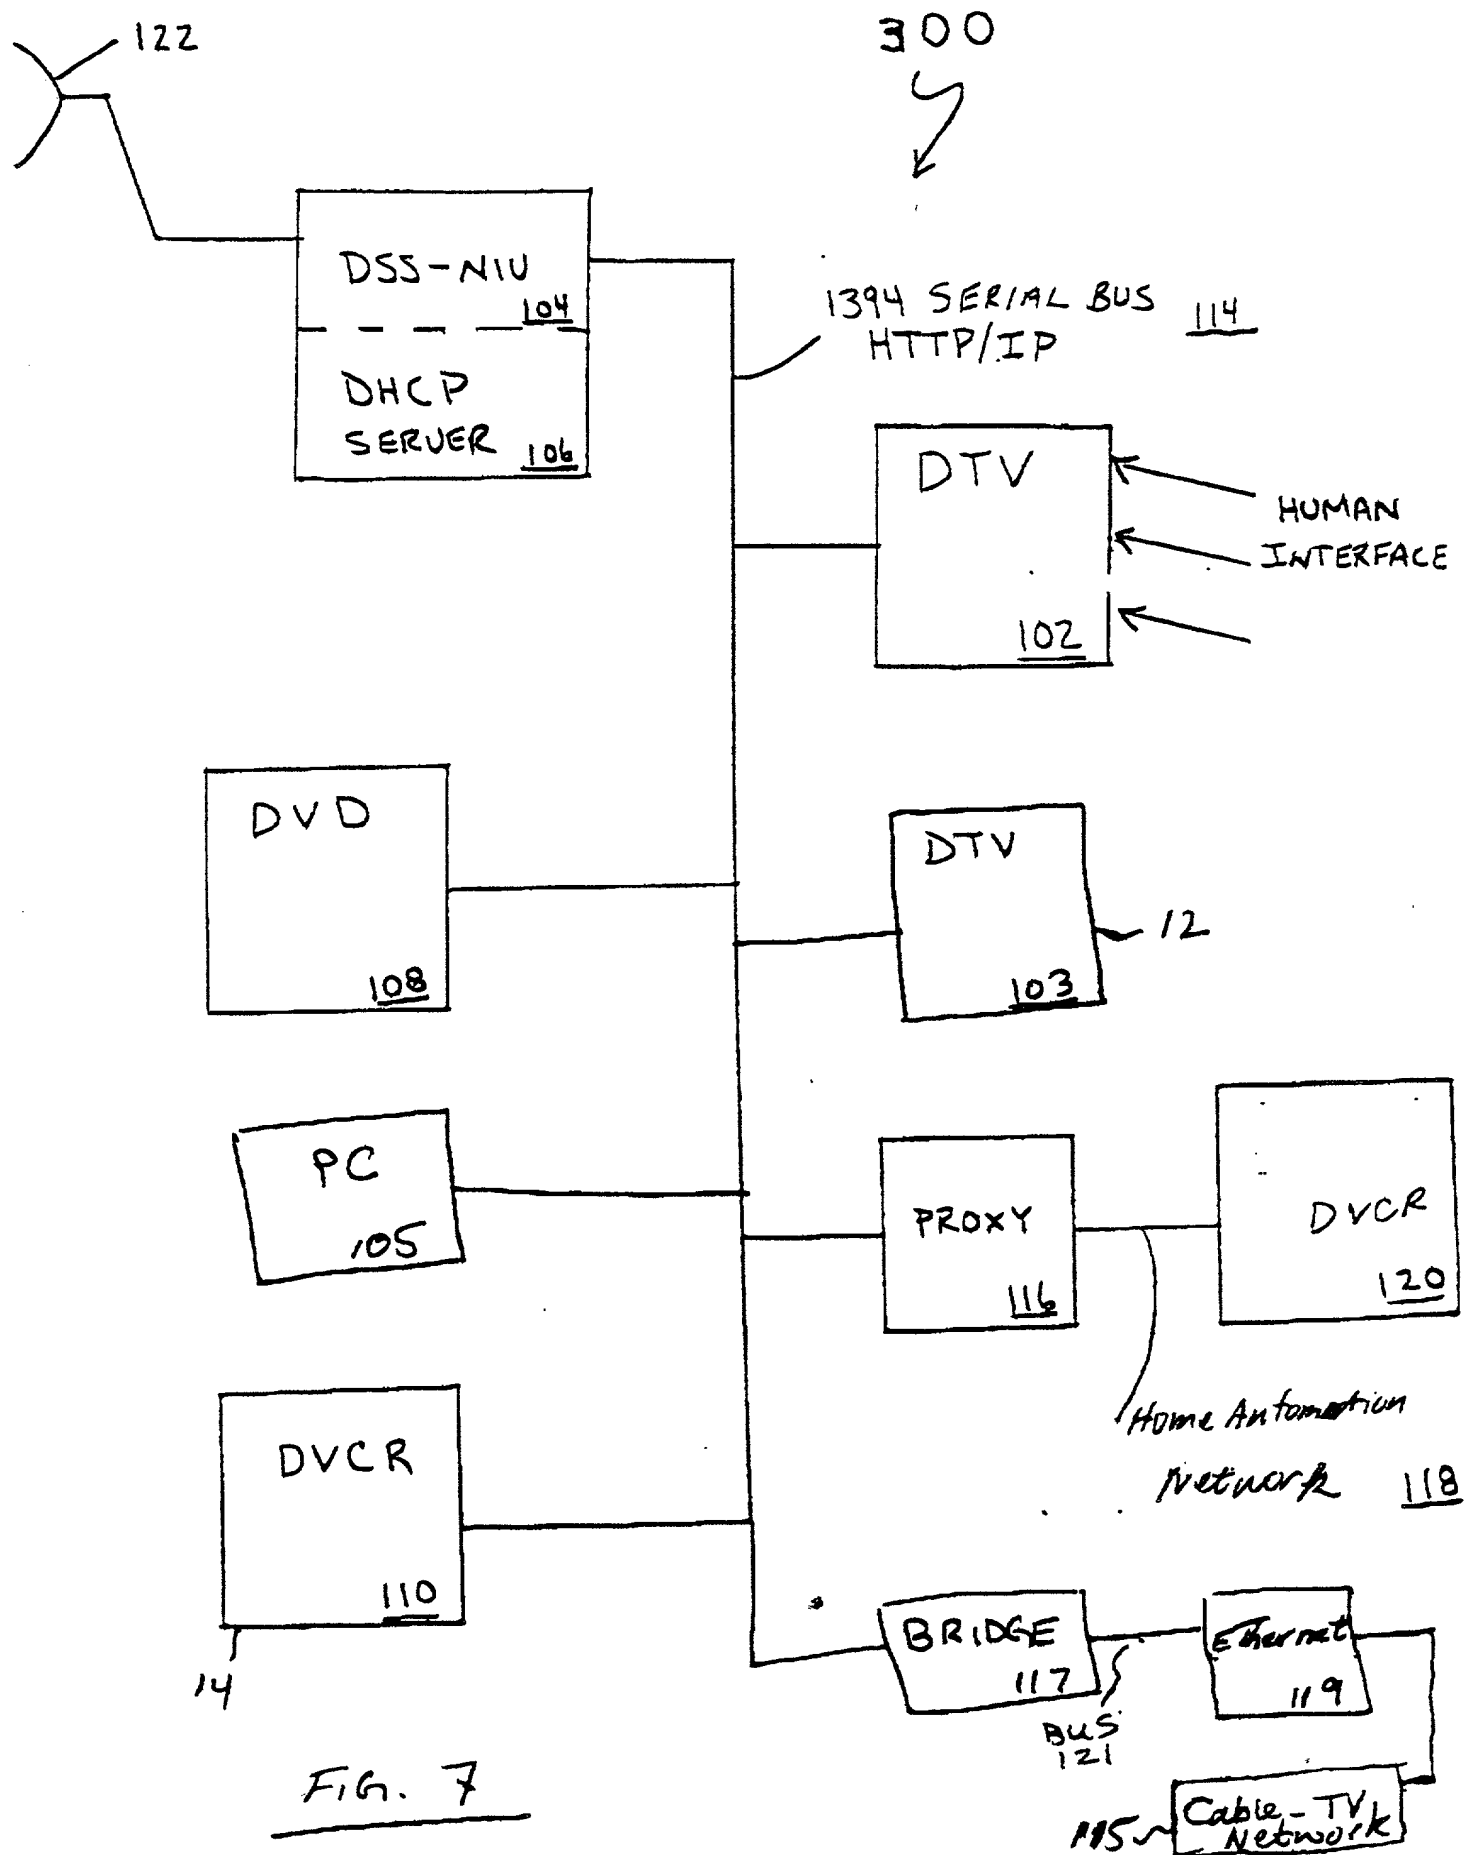 122
300
DSS-NIU
104
DHCP
SERVER
106
1394 SERIAL BUS
HTTP/IP
114
DTV
102
HUMAN
INTERFACE
DVD
108
DTV
103
12
PC
105
PROXY
116
DVCR
120
Home Automation
Network
118
DVCR
110
14
BRIDGE
117
BUS
121
Ethernet
119
Cable-TV
Network
115
FIG. 7